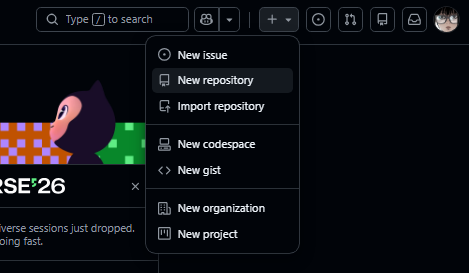 Type / to search
New issue
New repository
Import repository
New codespace
New gist
New organization
New project
RSE'26
iverse sessions just dropped.
oing fast.